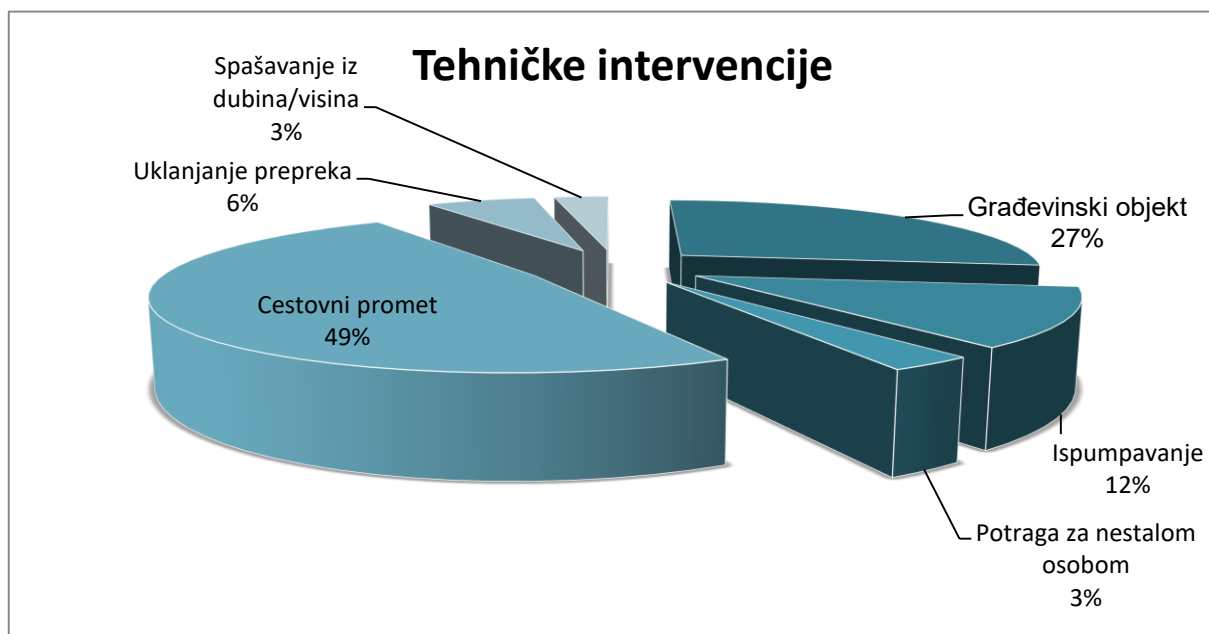 Tehničke intervencije
Spašavanje iz
dubina/visina
3%
Uklanjanje prepreka
6%
Građevinski objekt
27%
Cestovni promet
49%
Ispumpavanje
12%
Potraga za nestalom
osobom
3%